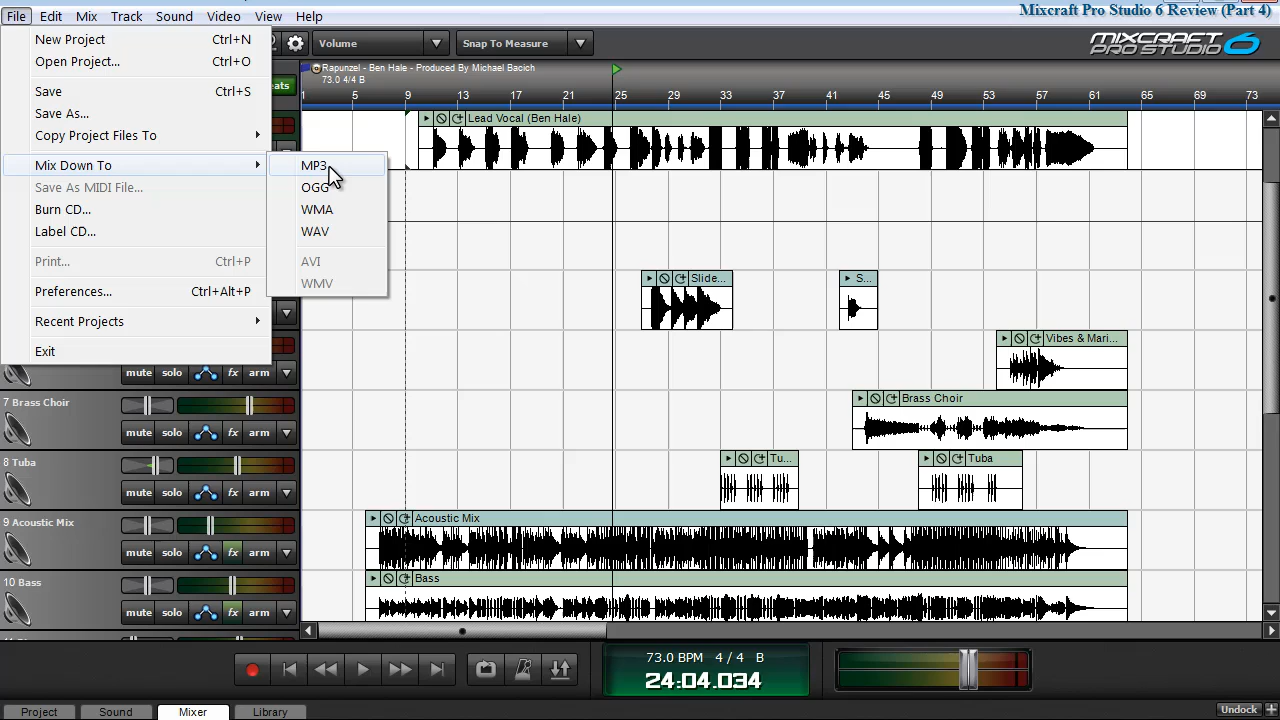 Mixcraft Pro Studio 6 Review (Part 4)
File Edit Mix Track Sound Video View Help
New Project Ctrl+N
Open Project... Ctrl+O
Save Ctrl+S
Save As...
Copy Project Files To
Mix Down To
Save As MIDI File...
Burn CD...
Label CD...
Print... Ctrl+P
Preferences... Ctrl+Alt+P
Recent Projects
Exit
MP3
OGG
WMA
WAV
AVI
WMV
Volume
Snap To Measure
MIXCRAFT
PRO STUDIO 6
Rapunzel - Ben Hale - Produced By Michael Bacich
73.0 4/4 B
1 5 9 13 17 21 25 29 33 37 41 45 49 53 57 61 65 69 73
Lead Vocal (Ben Hale)
Slide...
S...
Vibes & Mari...
mute solo fx arm
7 Brass Choir
Brass Choir
mute solo fx arm
8 Tuba
Tu...
Tuba
mute solo fx arm
9 Acoustic Mix
Acoustic Mix
mute solo fx arm
10 Bass
Bass
mute solo fx arm
73.0 BPM 4 / 4 B
24:04.034
Project Sound Mixer Library
Undock